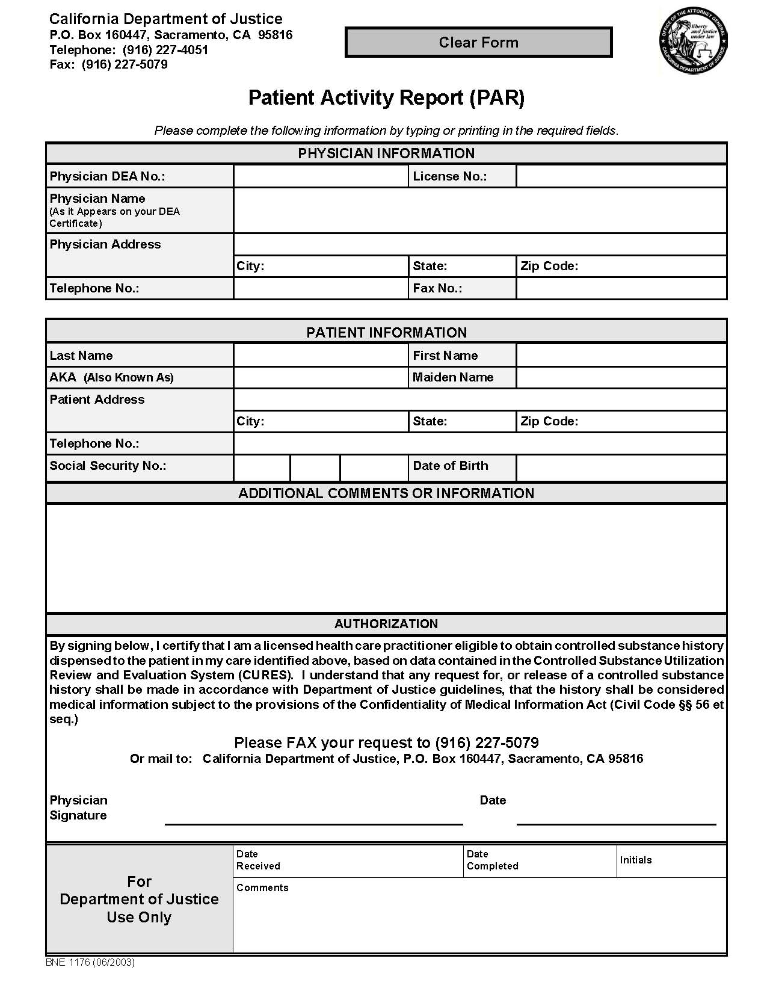 California Department of Justice
P.O. Box 160447, Sacramento, CA  95816
Telephone:  (916) 227-4051
Fax:  (916) 227-5079
Clear Form
OFFICE OF THE ATTORNEY GENERAL
liberty
and justice
under law
CALIFORNIA DEPARTMENT OF JUSTICE
Patient Activity Report (PAR)
Please complete the following information by typing or printing in the required fields.
PHYSICIAN INFORMATION
Physician DEA No.: License No.:
Physician Name
(As it Appears on your DEA
Certificate)
Physician Address
City: State: Zip Code:
Telephone No.: Fax No.:
PATIENT INFORMATION
Last Name First Name
AKA  (Also Known As) Maiden Name
Patient Address
City: State: Zip Code:
Telephone No.:
Social Security No.: Date of Birth
ADDITIONAL COMMENTS OR INFORMATION
AUTHORIZATION
By signing below, I certify that I am a licensed health care practitioner eligible to obtain controlled substance history
dispensed to the patient in my care identified above, based on data contained in the Controlled Substance Utilization
Review and Evaluation System (CURES).  I understand that any request for, or release of a controlled substance
history shall be made in accordance with Department of Justice guidelines, that the history shall be considered
medical information subject to the provisions of the Confidentiality of Medical Information Act (Civil Code §§ 56 et
seq.)
Please FAX your request to (916) 227-5079
Or mail to:   California Department of Justice, P.O. Box 160447, Sacramento, CA 95816
Physician
Signature
Date
Date
Received
Date
Completed
Initials
For
Department of Justice
Use Only
Comments
BNE 1176 (06/2003)